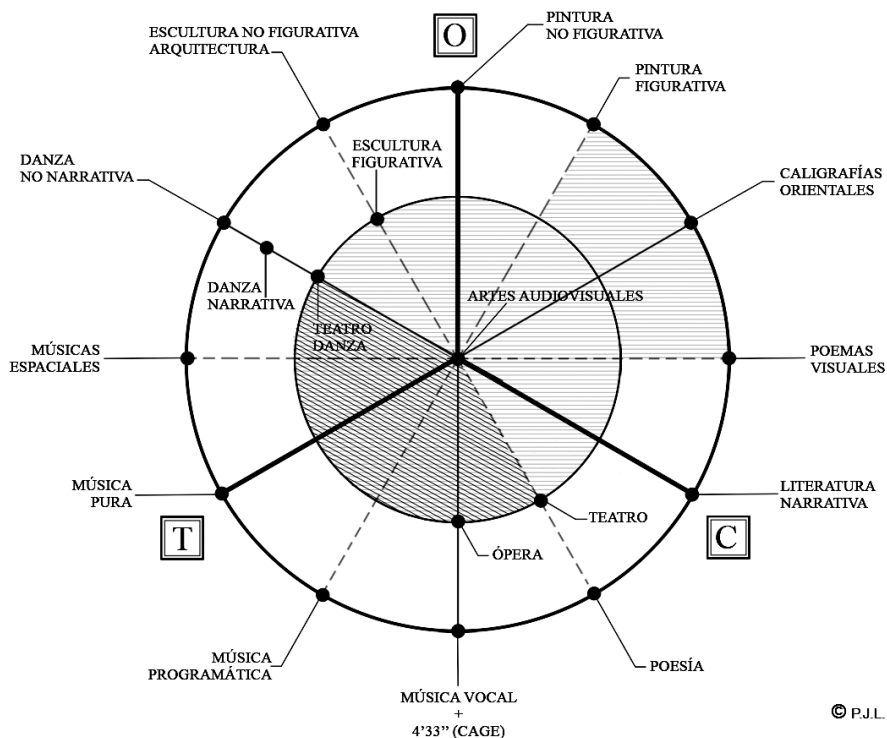 ESCULTURA NO FIGURATIVA
ARQUITECTURA
O
PINTURA
NO FIGURATIVA
PINTURA
FIGURATIVA
DANZA
NO NARRATIVA
ESCULTURA
FIGURATIVA
CALIGRAFÍAS
ORIENTALES
DANZA
NARRATIVA
ARTES AUDIOVISUALES
TEATRO
DANZA
MÚSICAS
ESPACIALES
POEMAS
VISUALES
MÚSICA
PURA
T
LITERATURA
NARRATIVA
C
TEATRO
ÓPERA
MÚSICA
PROGRAMÁTICA
POESÍA
MÚSICA VOCAL
+
4'33" (CAGE)
© P.J.L.